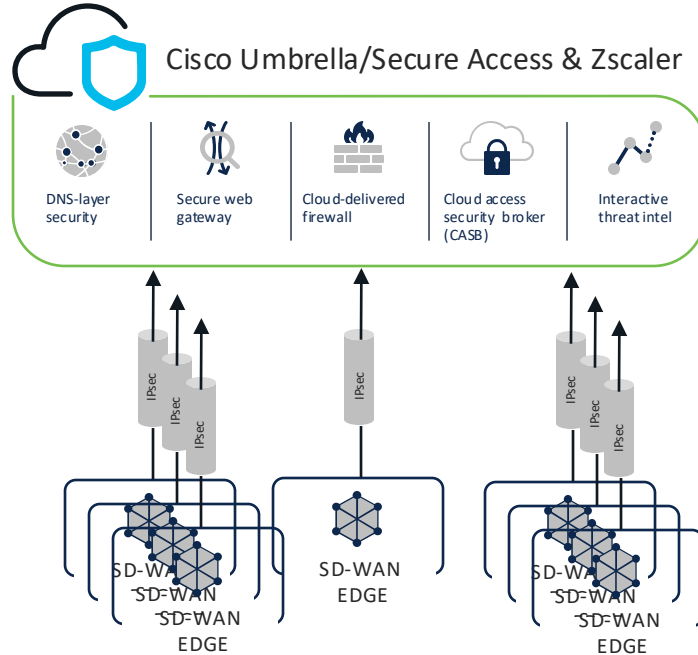 Cisco Umbrella/Secure Access & Zscaler
DNS-layer
security
Secure web
gateway
Cloud-delivered
firewall
Cloud access
security broker
(CASB)
Interactive
threat intel
IPsec
IPsec
IPsec
IPsec
IPsec
IPsec
IPsec
SD-WAN
SD-WAN
SD-WAN
EDGE
SD-WAN
EDGE
SD-WAN
SD-WAN
SD-WAN
EDGE